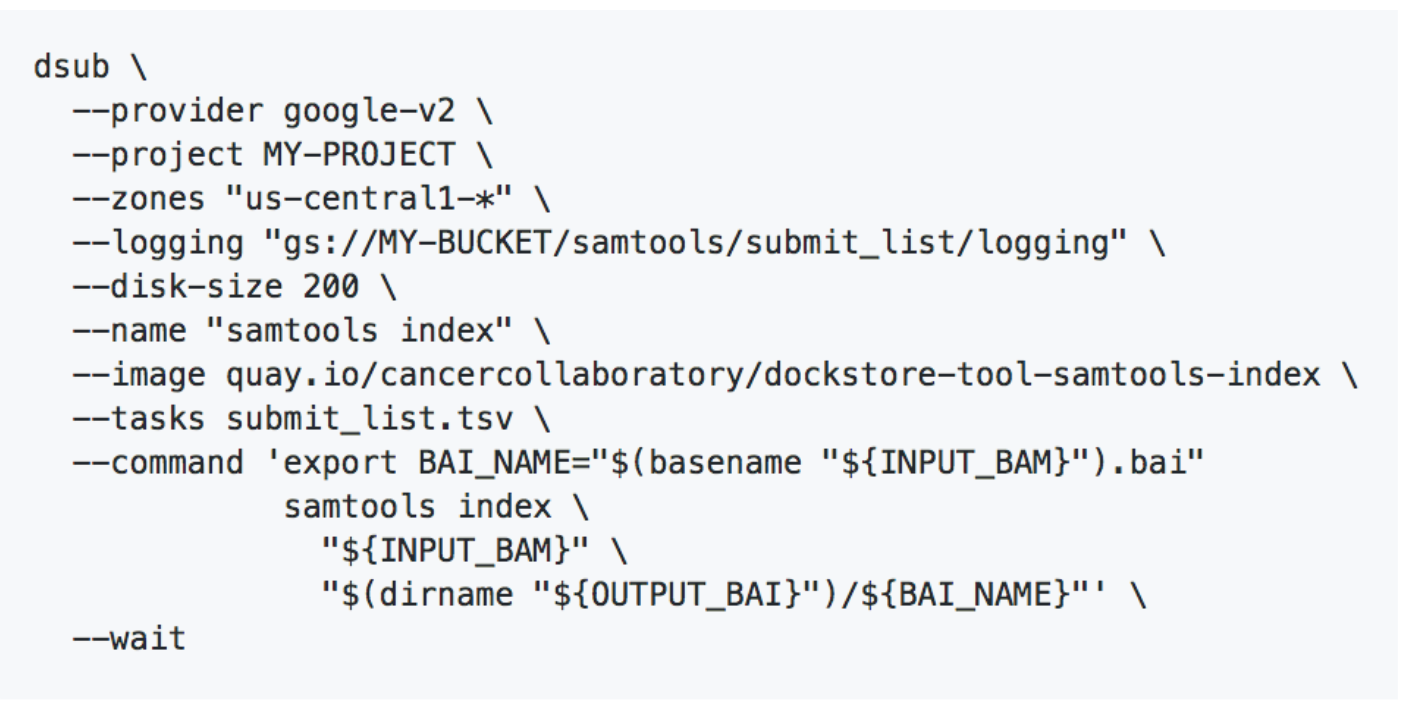 dsub \
  --provider google-v2 \
  --project MY-PROJECT \
  --zones "us-central1-*" \
  --logging "gs://MY-BUCKET/samtools/submit_list/logging" \
  --disk-size 200 \
  --name "samtools index" \
  --image quay.io/cancercollaboratory/dockstore-tool-samtools-index \
  --tasks submit_list.tsv \
  --command 'export BAI_NAME="$(basename "${INPUT_BAM}").bai"
             samtools index \
               "${INPUT_BAM}" \
               "$(dirname "${OUTPUT_BAI}")/${BAI_NAME}"' \
  --wait